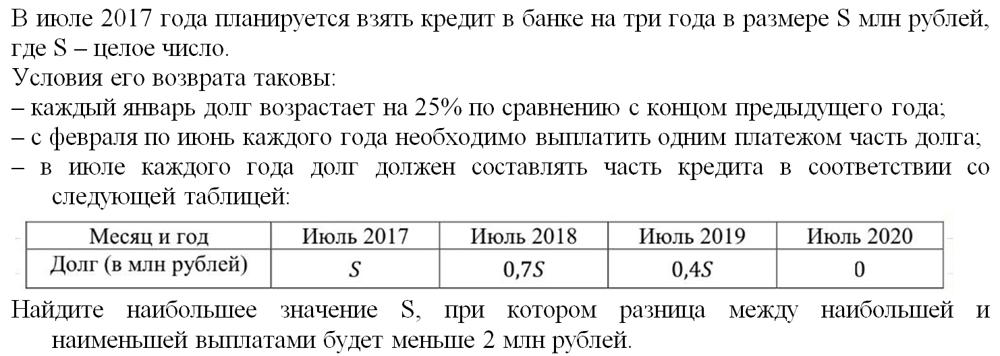 В июле 2017 года планируется взять кредит в банке на три года в размере S млн рублей,
где S – целое число.
Условия его возврата таковы:
– каждый январь долг возрастает на 25% по сравнению с концом предыдущего года;
– с февраля по июнь каждого года необходимо выплатить одним платежом часть долга;
– в июле каждого года долг должен составлять часть кредита в соответствии со
следующей таблицей:
Месяц и год Июль 2017 Июль 2018 Июль 2019 Июль 2020
Долг (в млн рублей) S 0,7S 0,4S 0
Найдите наибольшее значение S, при котором разница между наибольшей и
наименьшей выплатами будет меньше 2 млн рублей.